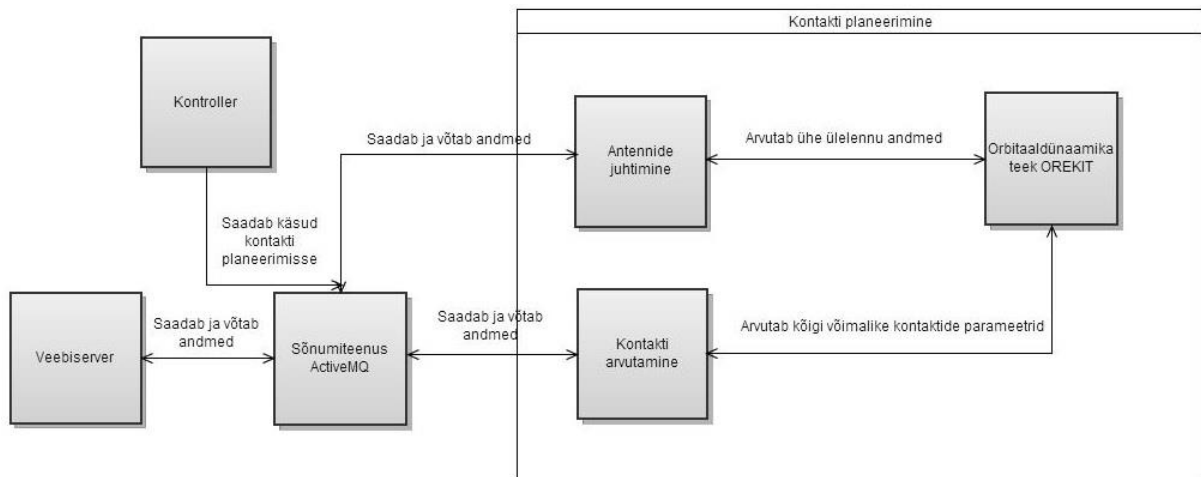 Kontakti planeerimine
Kontroller
Saadab ja võtab andmed
Antennide
juhtimine
Arvutab ühe ülelennu andmed
Orbitaaldünaamika
teek OREKIT
Saadab käsud
kontakti
planeerimisse
Veebiserver
Saadab ja võtab
andmed
Sõnumiteenus
ActiveMQ
Saadab ja võtab
andmed
Kontakti
arvutamine
Arvutab kõigi võimalike kontaktide parameetrid